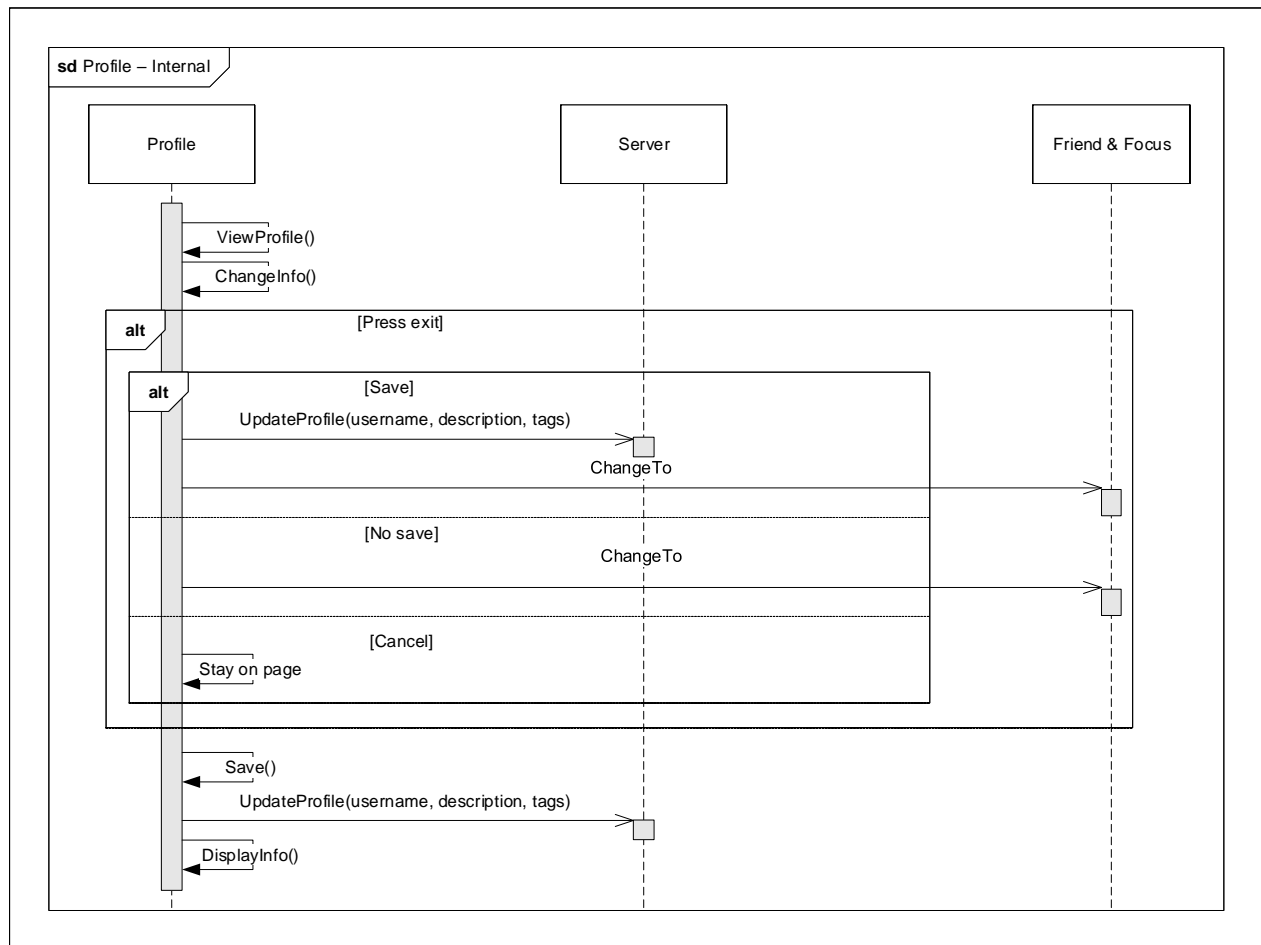 sd Profile – Internal
Profile
Server
Friend & Focus
ViewProfile()
ChangeInfo()
alt
[Press exit]
alt
[Save]
UpdateProfile(username, description, tags)
ChangeTo
[No save]
ChangeTo
[Cancel]
Stay on page
Save()
UpdateProfile(username, description, tags)
DisplayInfo()